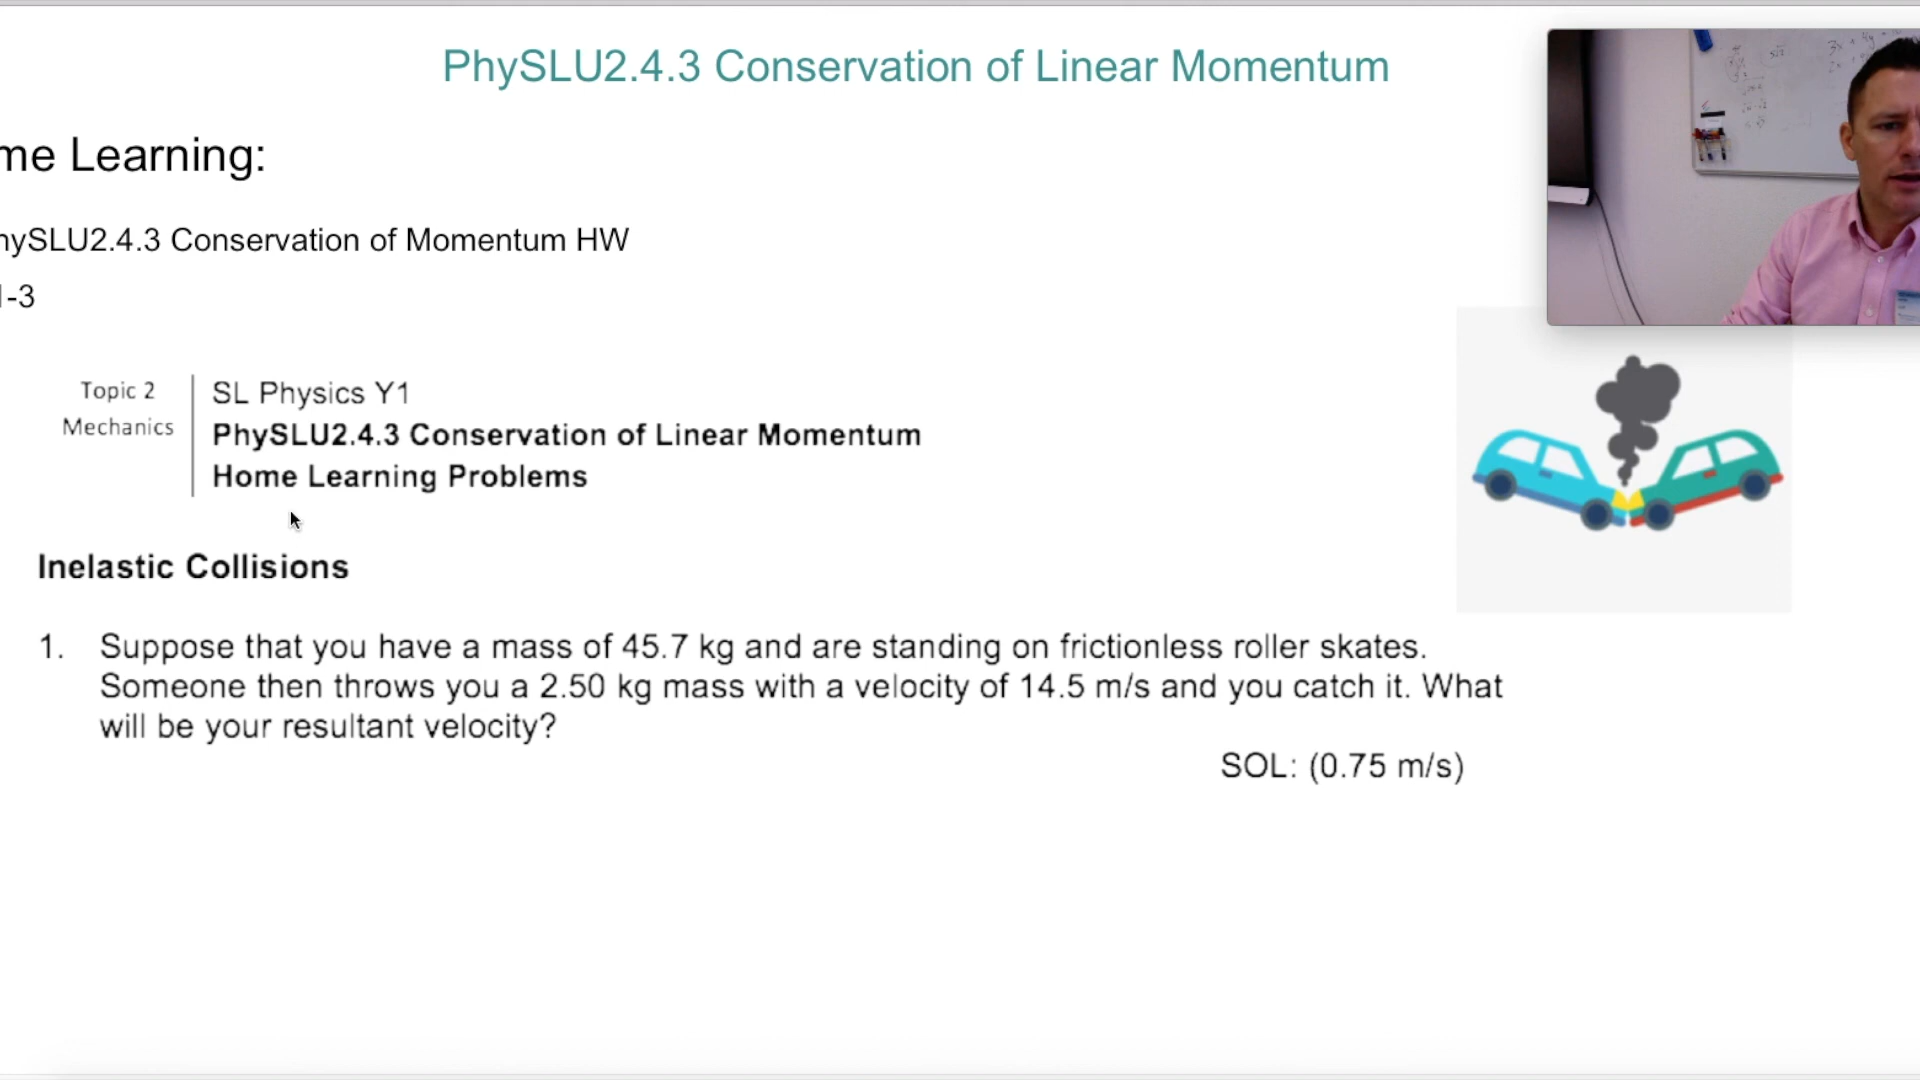 PhySLU2.4.3 Conservation of Linear Momentum
me Learning:
hySLU2.4.3 Conservation of Momentum HW
1-3
Topic 2
Mechanics
SL Physics Y1
PhySLU2.4.3 Conservation of Linear Momentum
Home Learning Problems
Inelastic Collisions
1. Suppose that you have a mass of 45.7 kg and are standing on frictionless roller skates.
Someone then throws you a 2.50 kg mass with a velocity of 14.5 m/s and you catch it. What
will be your resultant velocity?
SOL: (0.75 m/s)